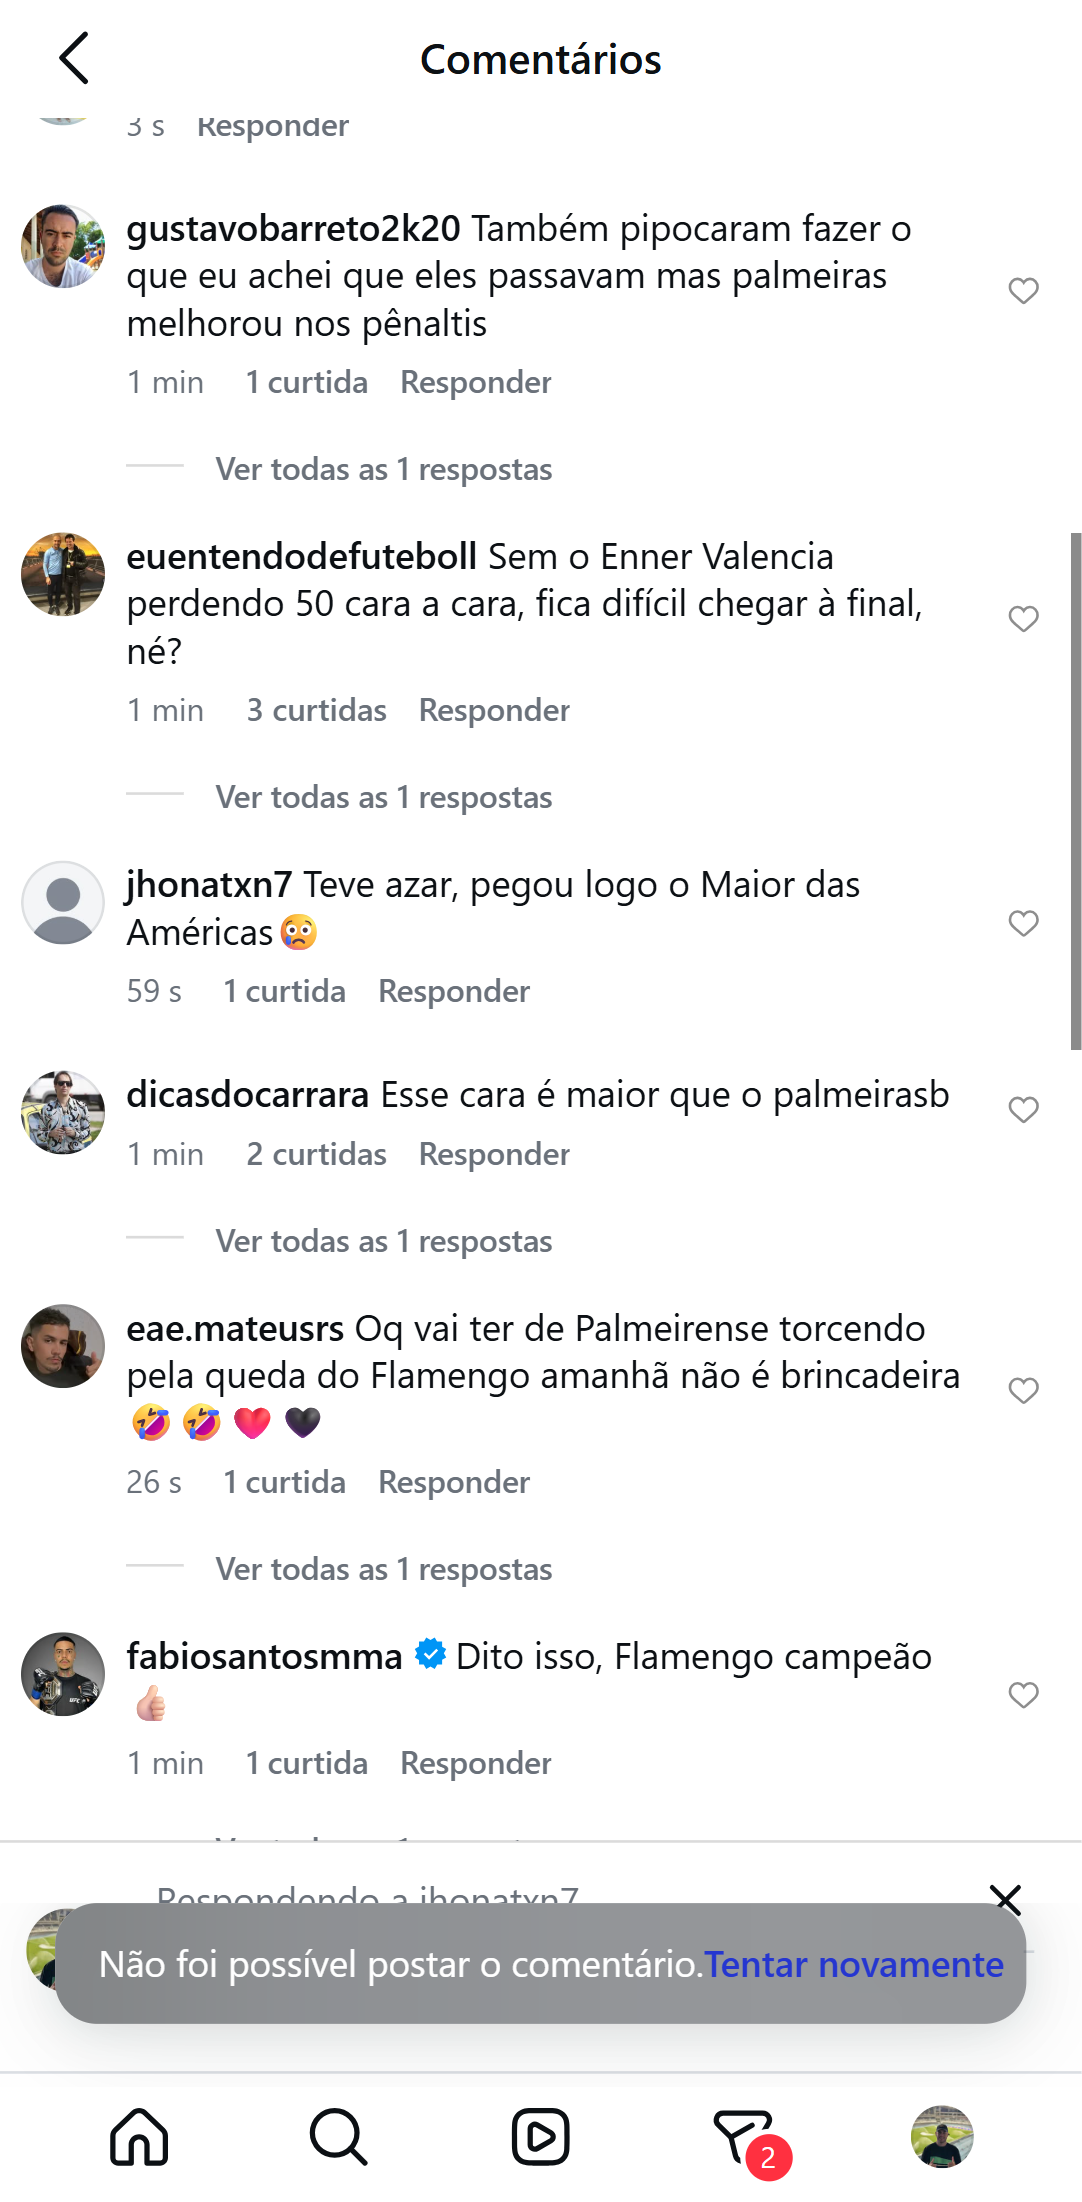 Comentários
3 s Responder
gustavobarreto2k20 Também pipocaram fazer o
que eu achei que eles passavam mas palmeiras
melhorou nos pênaltis
1 min 1 curtida Responder
Ver todas as 1 respostas
euentendodefuteboll Sem o Enner Valencia
perdendo 50 cara a cara, fica difícil chegar à final,
né?
1 min 3 curtidas Responder
Ver todas as 1 respostas
jhonatxn7 Teve azar, pegou logo o Maior das
Américas😢
59 s 1 curtida Responder
dicasdocarrara Esse cara é maior que o palmeirasb
1 min 2 curtidas Responder
Ver todas as 1 respostas
eae.mateusrs Oq vai ter de Palmeirense torcendo
pela queda do Flamengo amanhã não é brincadeira
🤣🤣❤️🖤
26 s 1 curtida Responder
Ver todas as 1 respostas
fabiosantosmma Dito isso, Flamengo campeão
👍🏼
1 min 1 curtida Responder
Respondendo a jhonatxn7
Não foi possível postar o comentário.Tentar novamente
2